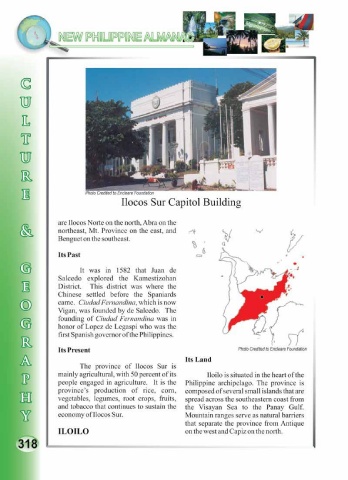 NEW PHILIPPINE ALMANAC
CULTURE
&
GEOGRAPHY
318
Photo Credited to Enclaere Foundation
Ilocos Sur Capitol Building
are Ilocos Norte on the north, Abra on the
northeast, Mt. Province on the east, and
Benguet on the southeast.
Its Past
It was in 1582 that Juan de
Salcedo explored the Kamestizohan
District. This district was where the
Chinese settled before the Spaniards
came. Ciudad Fernandina, which is now
Vigan, was founded by de Salcedo. The
founding of Ciudad Fernandina was in
honor of Lopez de Legaspi who was the
first Spanish governor of the Philippines.
Its Present
The province of Ilocos Sur is
mainly agricultural, with 50 percent of its
people engaged in agriculture. It is the
province's production of rice, corn,
vegetables, legumes, root crops, fruits,
and tobacco that continues to sustain the
economy of Ilocos Sur.
ILOILO
Photo Credited to Enclaere Foundation
Its Land
Iloilo is situated in the heart of the
Philippine archipelago. The province is
composed of several small islands that are
spread across the southeastern coast from
the Visayan Sea to the Panay Gulf.
Mountain ranges serve as natural barriers
that separate the province from Antique
on the west and Capiz on the north.